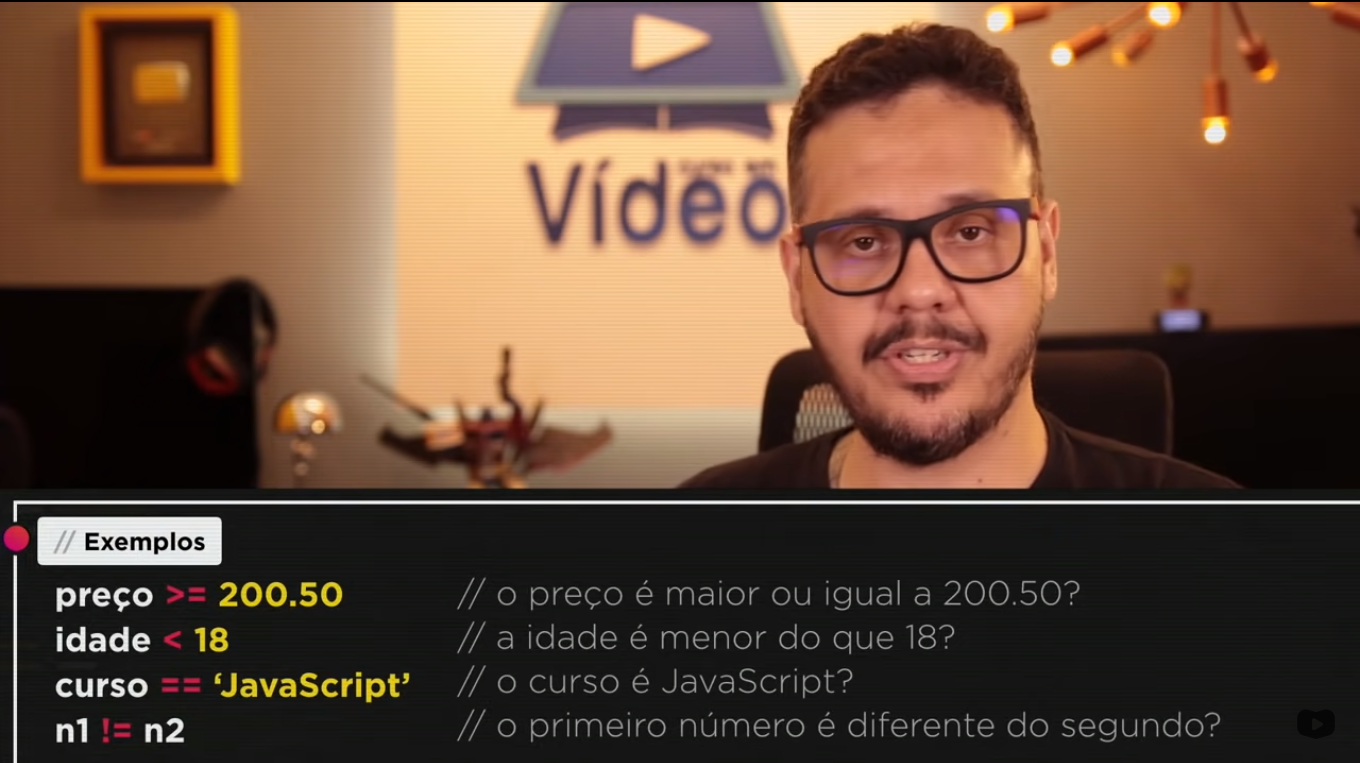 Vídeo
// Exemplos
preço >= 200.50 // o preço é maior ou igual a 200.50?
idade < 18 // a idade é menor do que 18?
curso == ‘JavaScript’ // o curso é JavaScript?
n1 != n2 // o primeiro número é diferente do segundo?